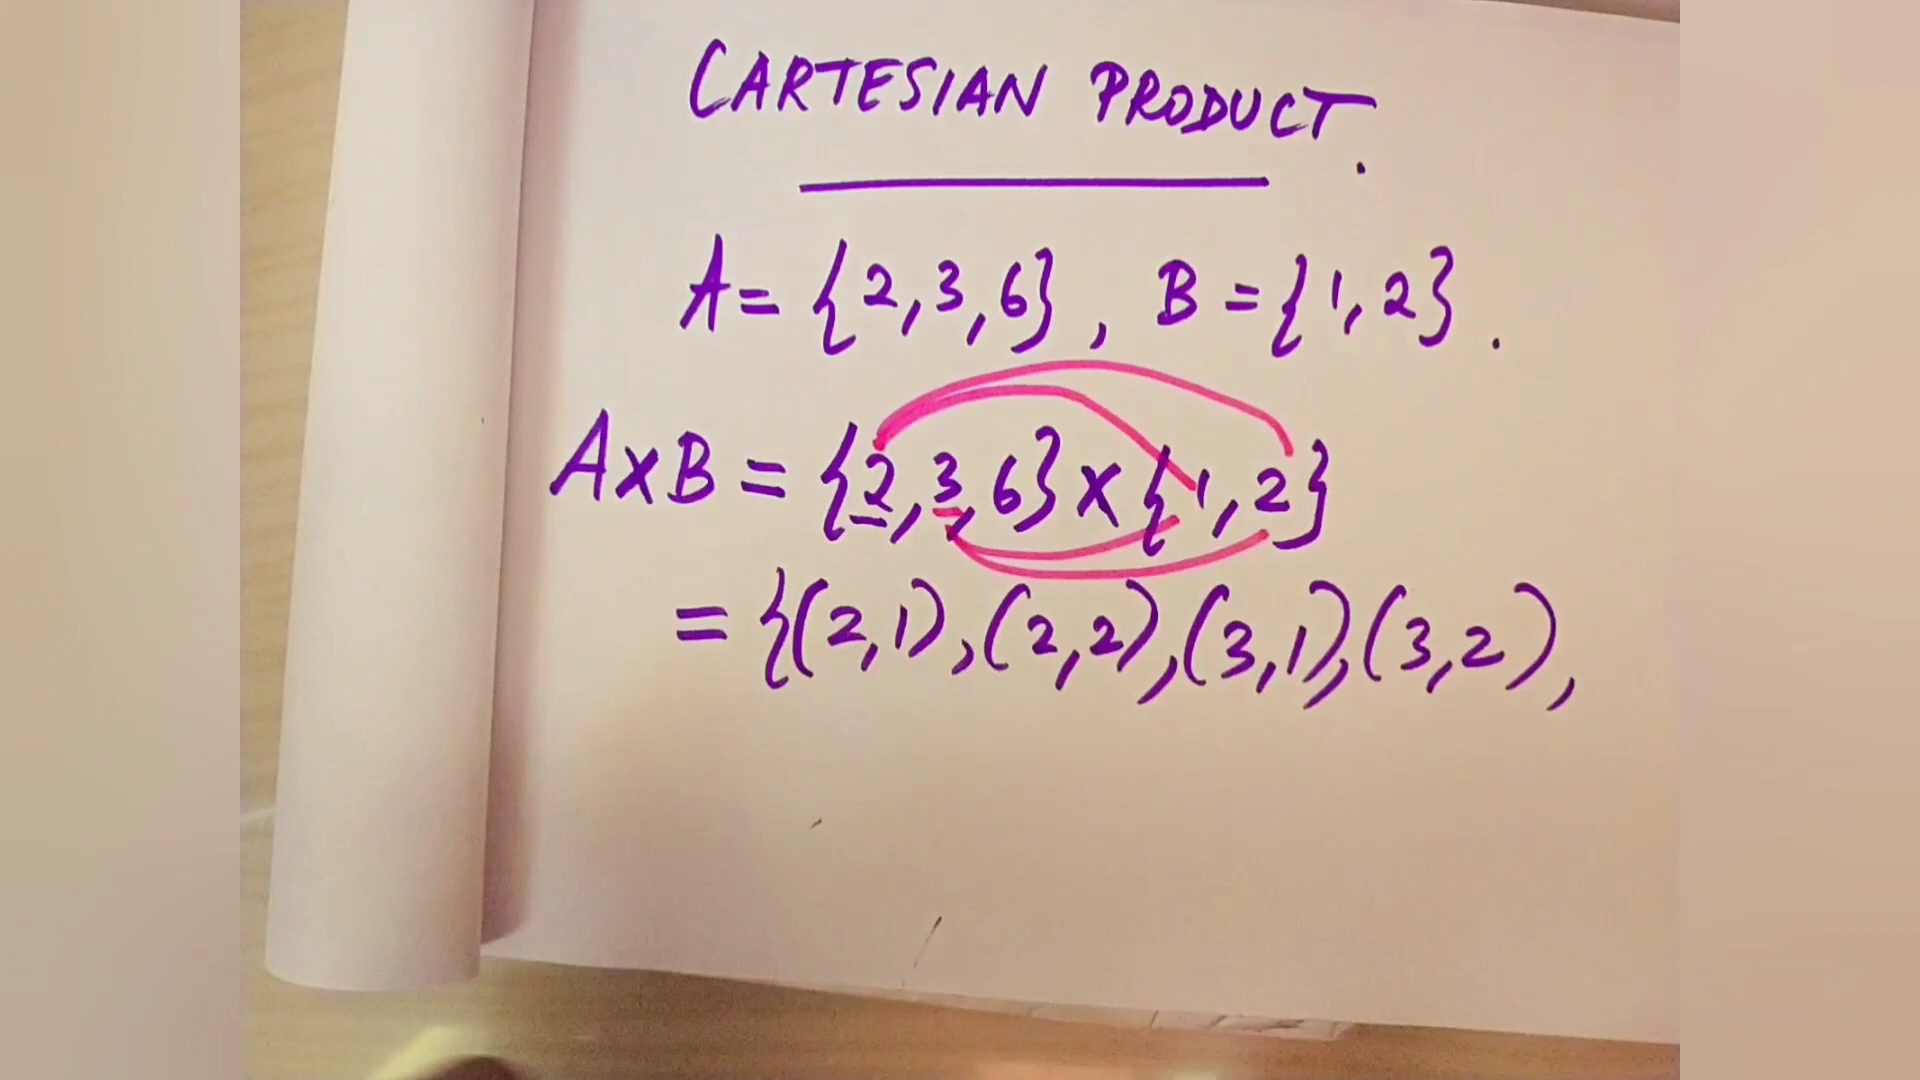 CARTESIAN PRODUCT.
A = {2,3,6}, B = {1,2}.
AxB = {2,3,6} x {1,2}
= {(2,1),(2,2),(3,1),(3,2),